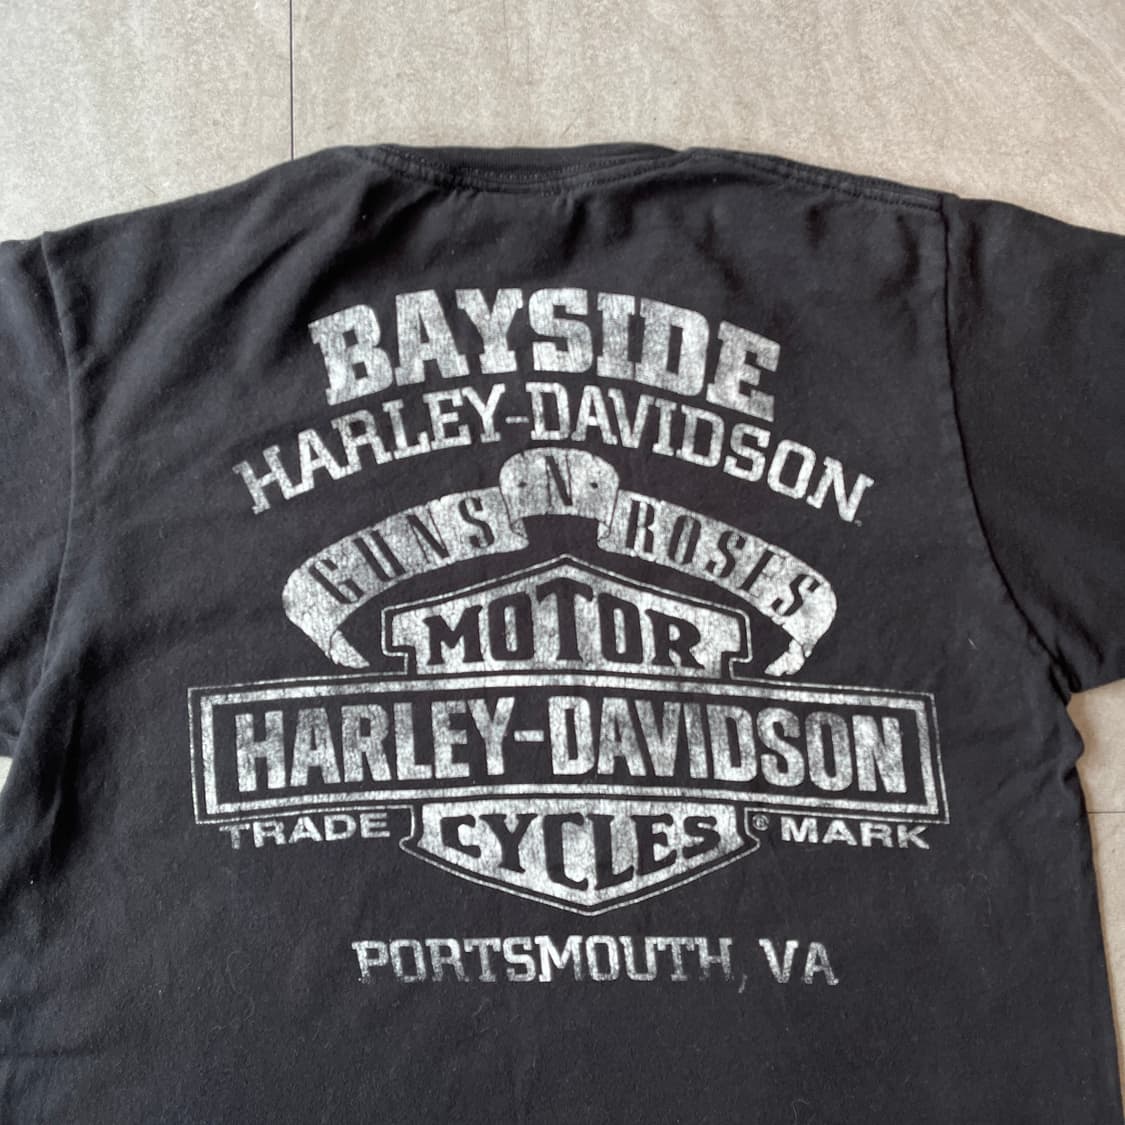 BAYSIDE
HARLEY-DAVIDSON
GUNS ·N· ROSES
MOTOR
HARLEY-DAVIDSON
TRADE CYCLES ® MARK
PORTSMOUTH, VA